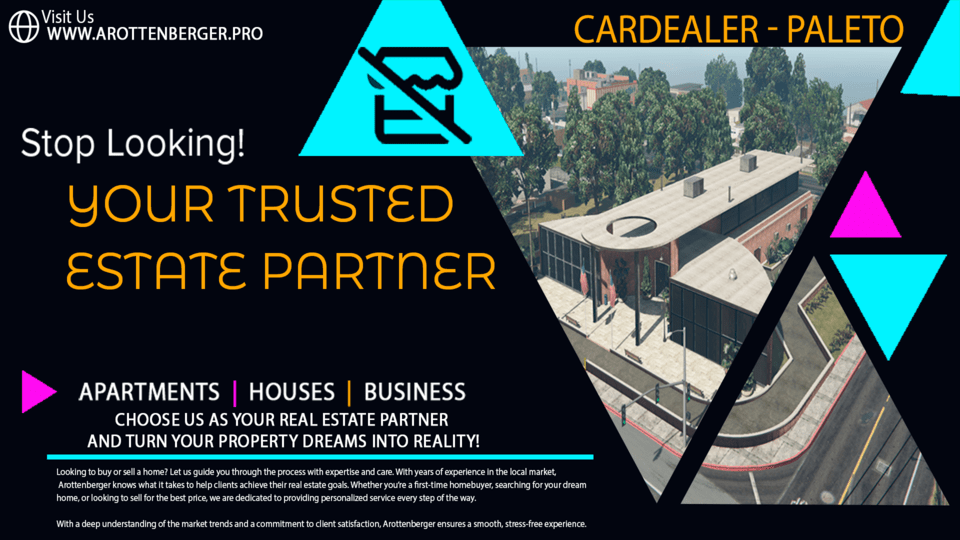 Visit Us
WWW.AROTTENBERGER.PRO
CARDEALER - PALETO
Stop Looking!
YOUR TRUSTED
ESTATE PARTNER
APARTMENTS | HOUSES | BUSINESS
CHOOSE US AS YOUR REAL ESTATE PARTNER
AND TURN YOUR PROPERTY DREAMS INTO REALITY!
Looking to buy or sell a home? Let us guide you through the process with expertise and care. With years of experience in the local market,
Arottenberger knows what it takes to help clients achieve their real estate goals. Whether you're a first-time homebuyer, searching for your dream
home, or looking to sell for the best price, we are dedicated to providing personalized service every step of the way.
With a deep understanding of the market trends and a commitment to client satisfaction, Arottenberger ensures a smooth, stress-free experience.